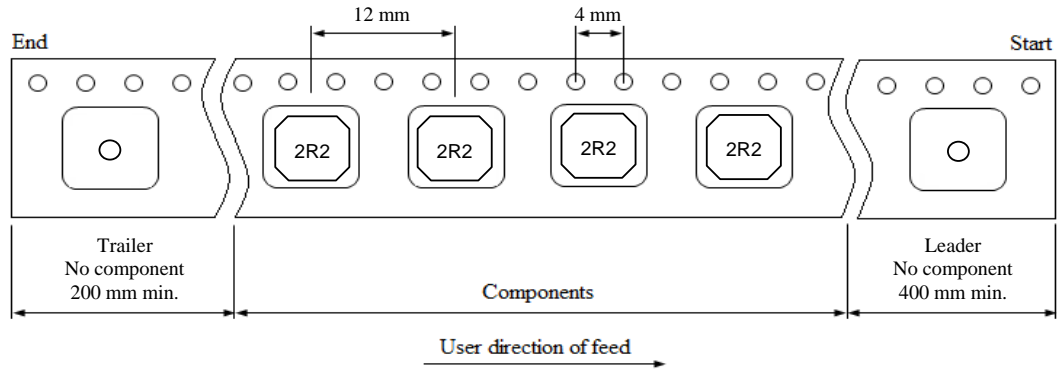 12 mm
4 mm
End
Start
2R2
2R2
2R2
2R2
Trailer
No component
200 mm min.
Components
Leader
No component
400 mm min.
User direction of feed